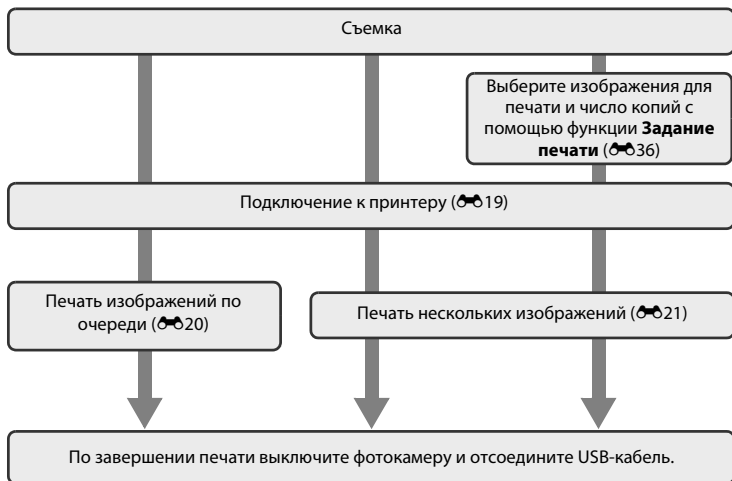 Съемка
Выберите изображения для
печати и число копий с
помощью функции Задание
печати (36)
Подключение к принтеру (19)
Печать изображений по
очереди (20)
Печать нескольких изображений (21)
По завершении печати выключите фотокамеру и отсоедините USB-кабель.